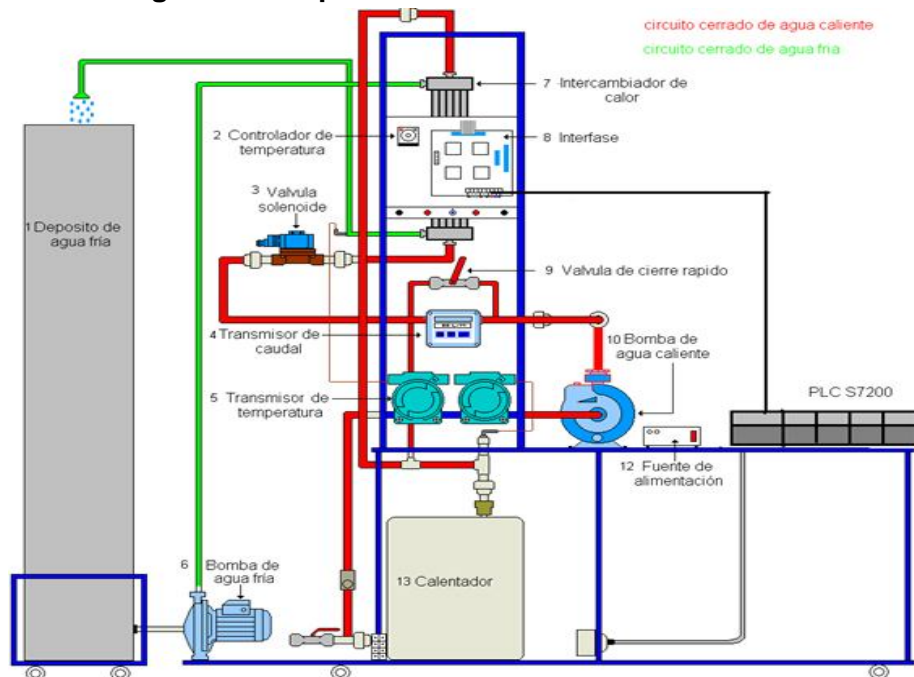 circuito cerrado de agua caliente
circuito cerrado de agua fría
7 Intercambiador de
calor
2 Controlador de
temperatura
8 Interfase
3 Valvula
solenoide
1 Deposito de
agua fría
9 Valvula de cierre rapido
4 Transmisor de
caudal
10 Bomba de
agua caliente
5 Transmisor de
temperatura
PLC S7200
12 Fuente de
alimentación
6 Bomba de
agua fría
13 Calentador